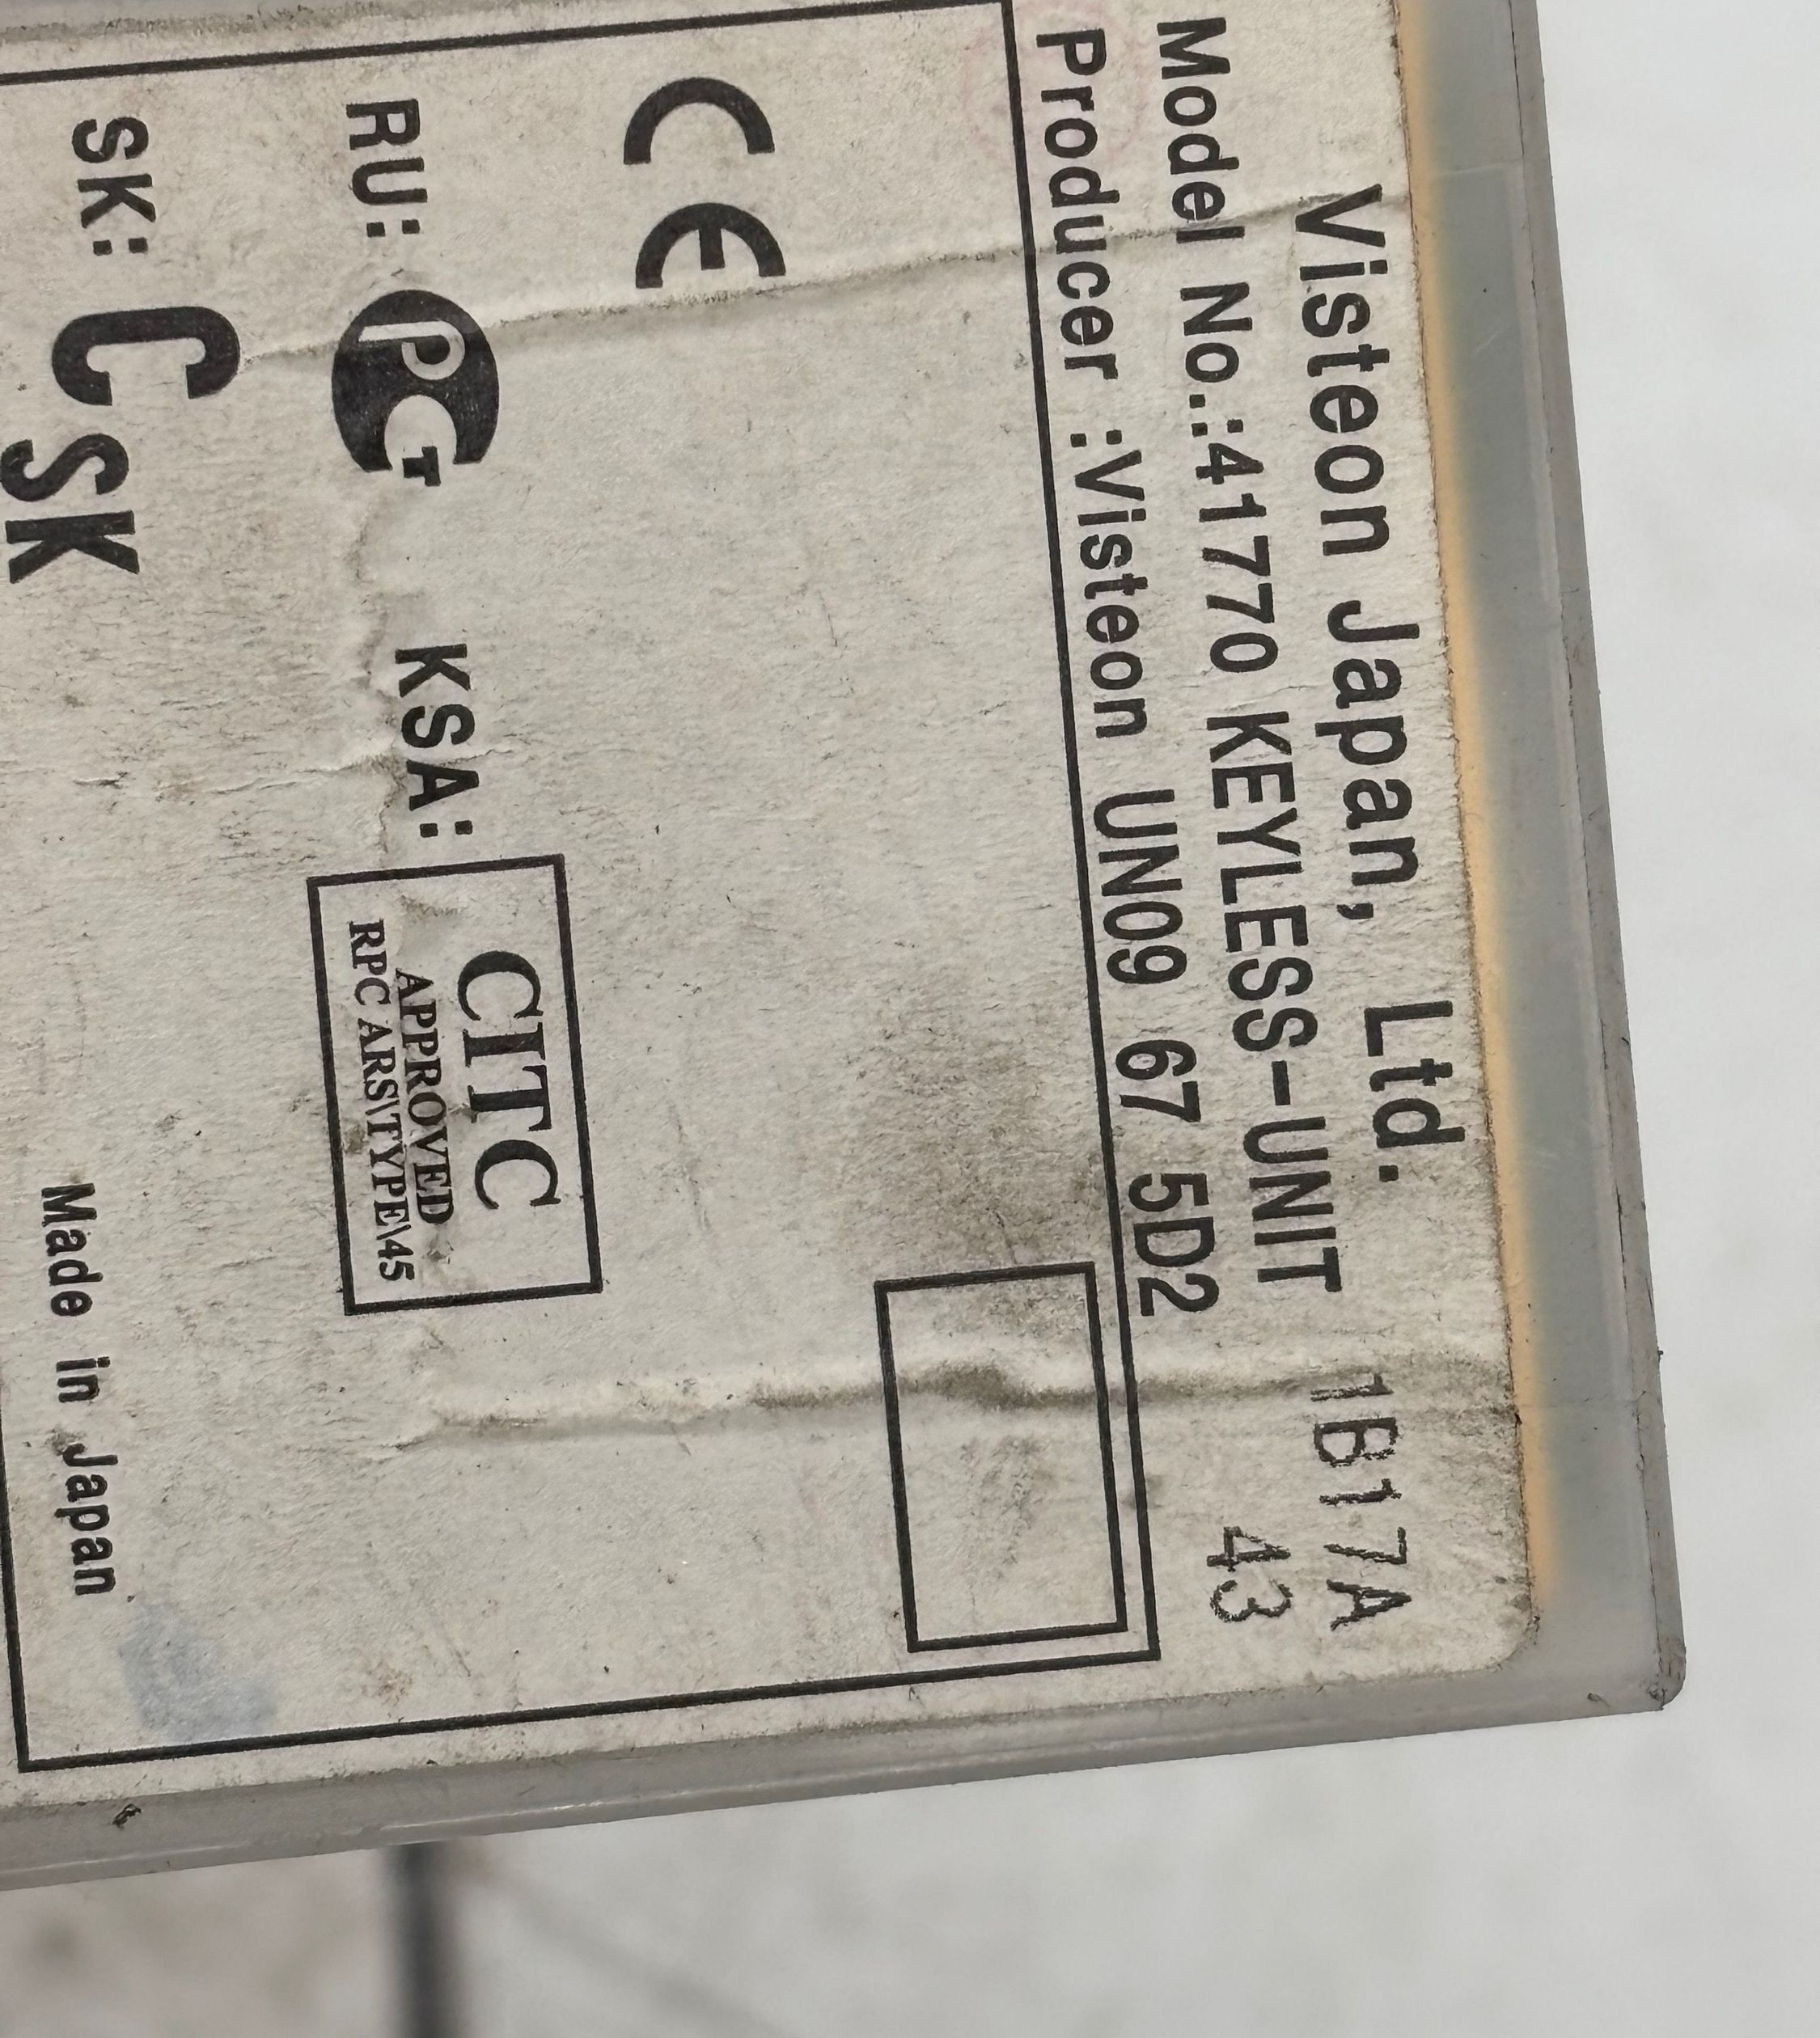 Visteon Japan, Ltd. 1B17A
Model No.:41770 KEYLESS-UNIT 43
Producer :Visteon UN09 67 5D2
CE
RU: PCT KSA: CITC
APPROVED
RPC ARS\TYPE\45
SK: CSK
Made in Japan